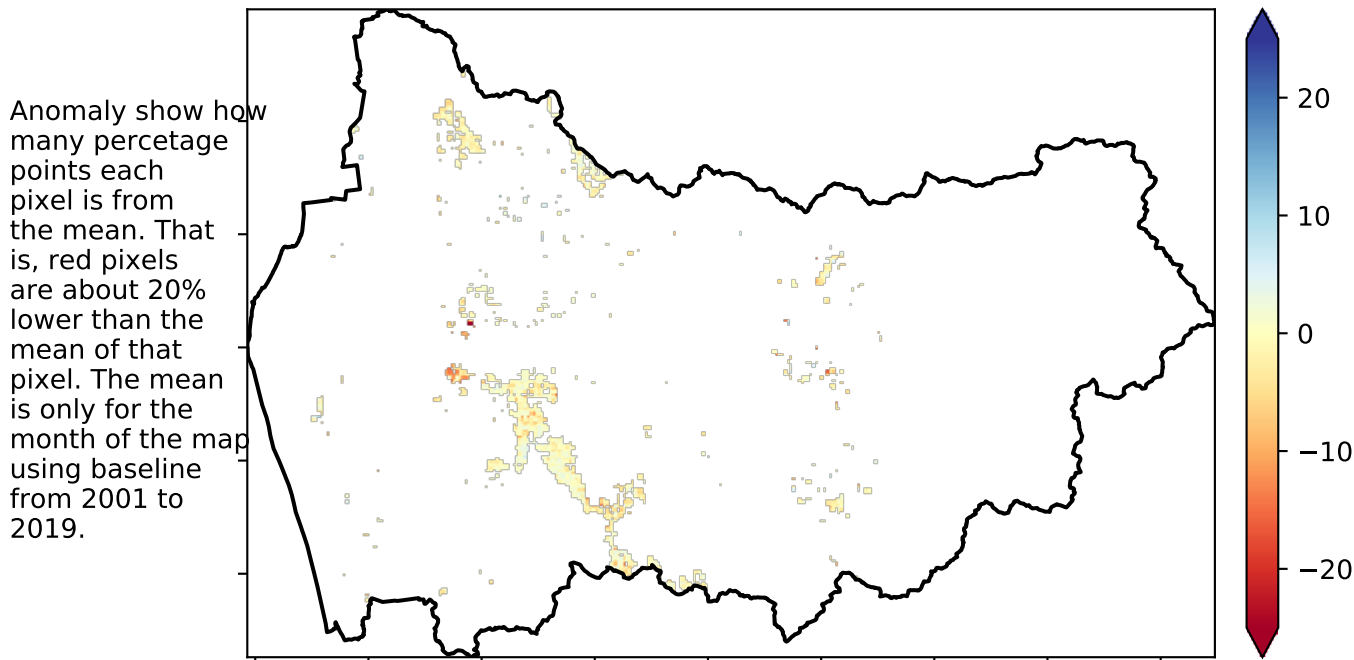 Anomaly show how
many percetage
points each
pixel is from
the mean. That
is, red pixels
are about 20%
lower than the
mean of that
pixel. The mean
is only for the
month of the map
using baseline
from 2001 to
2019.
20
10
0
−10
−20